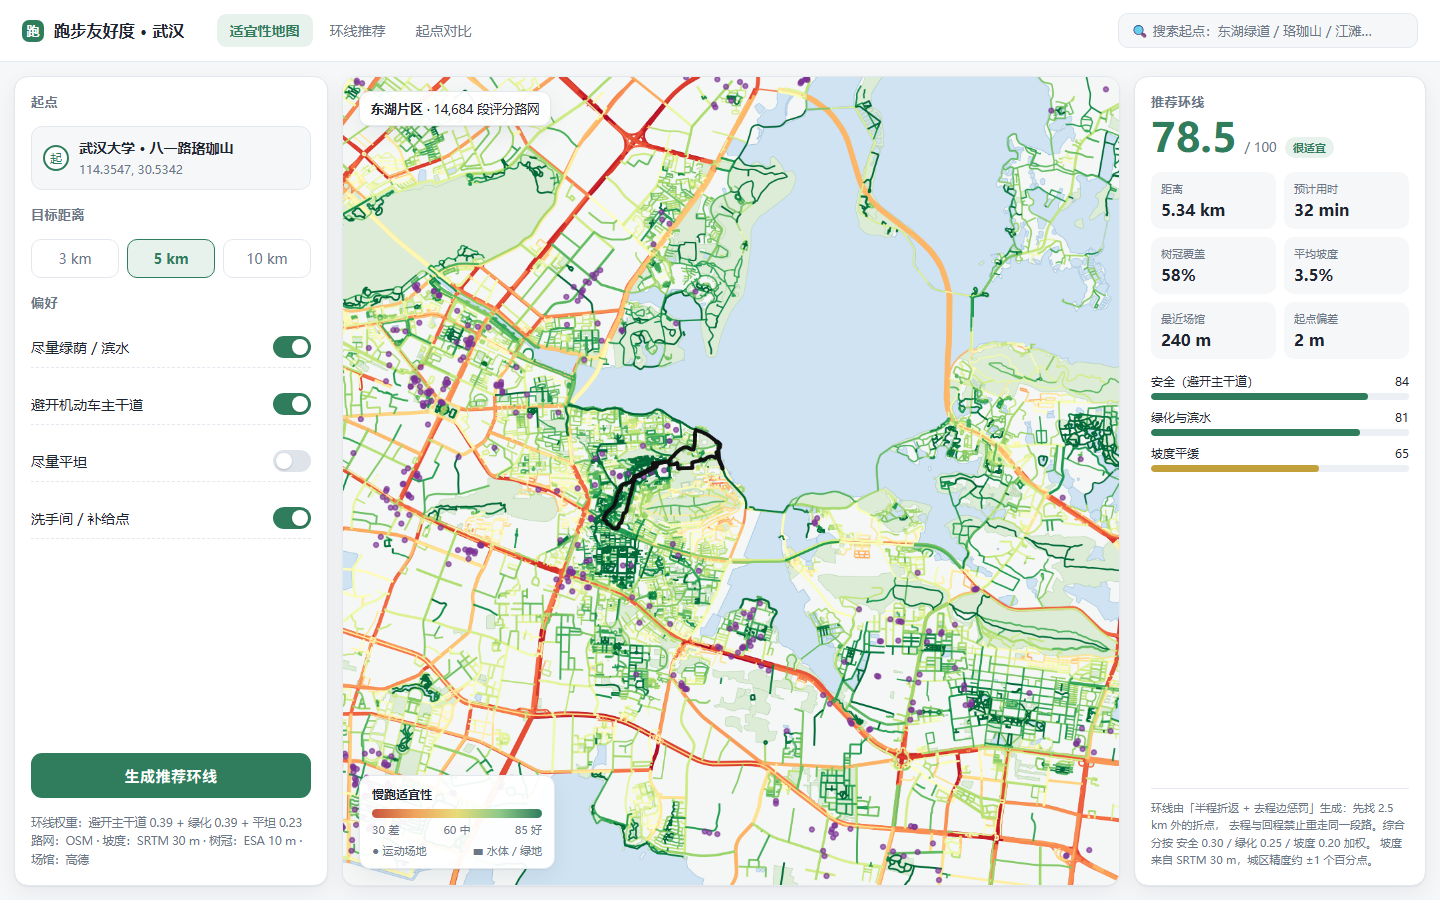 跑 跑步友好度 • 武汉
适宜性地图 环线推荐 起点对比
搜索起点：东湖绿道 / 珞珈山 / 江滩...
起点
起
武汉大学 • 八一路珞珈山
114.3547, 30.5342
目标距离
3 km 5 km 10 km
偏好
尽量绿荫 / 滨水
避开机动车主干道
尽量平坦
洗手间 / 补给点
生成推荐环线
环线权重：避开主干道 0.39 + 绿化 0.39 + 平坦 0.23
路网：OSM · 坡度：SRTM 30 m · 树冠：ESA 10 m ·
场馆：高德
东湖片区 · 14,684 段评分路网
慢跑适宜性
30 差 60 中 85 好
运动场地 水体 / 绿地
推荐环线
78.5 / 100 很适宜
距离
5.34 km
预计用时
32 min
树冠覆盖
58%
平均坡度
3.5%
最近场馆
240 m
起点偏差
2 m
安全（避开主干道） 84
绿化与滨水 81
坡度平缓 65
环线由「半程折返 + 去程边惩罚」生成：先找 2.5
km 外的折点，去程与回程禁止重走同一段路。综合
分按 安全 0.30 / 绿化 0.25 / 坡度 0.20 加权。 坡度
来自 SRTM 30 m，城区精度约 ±1 个百分点。